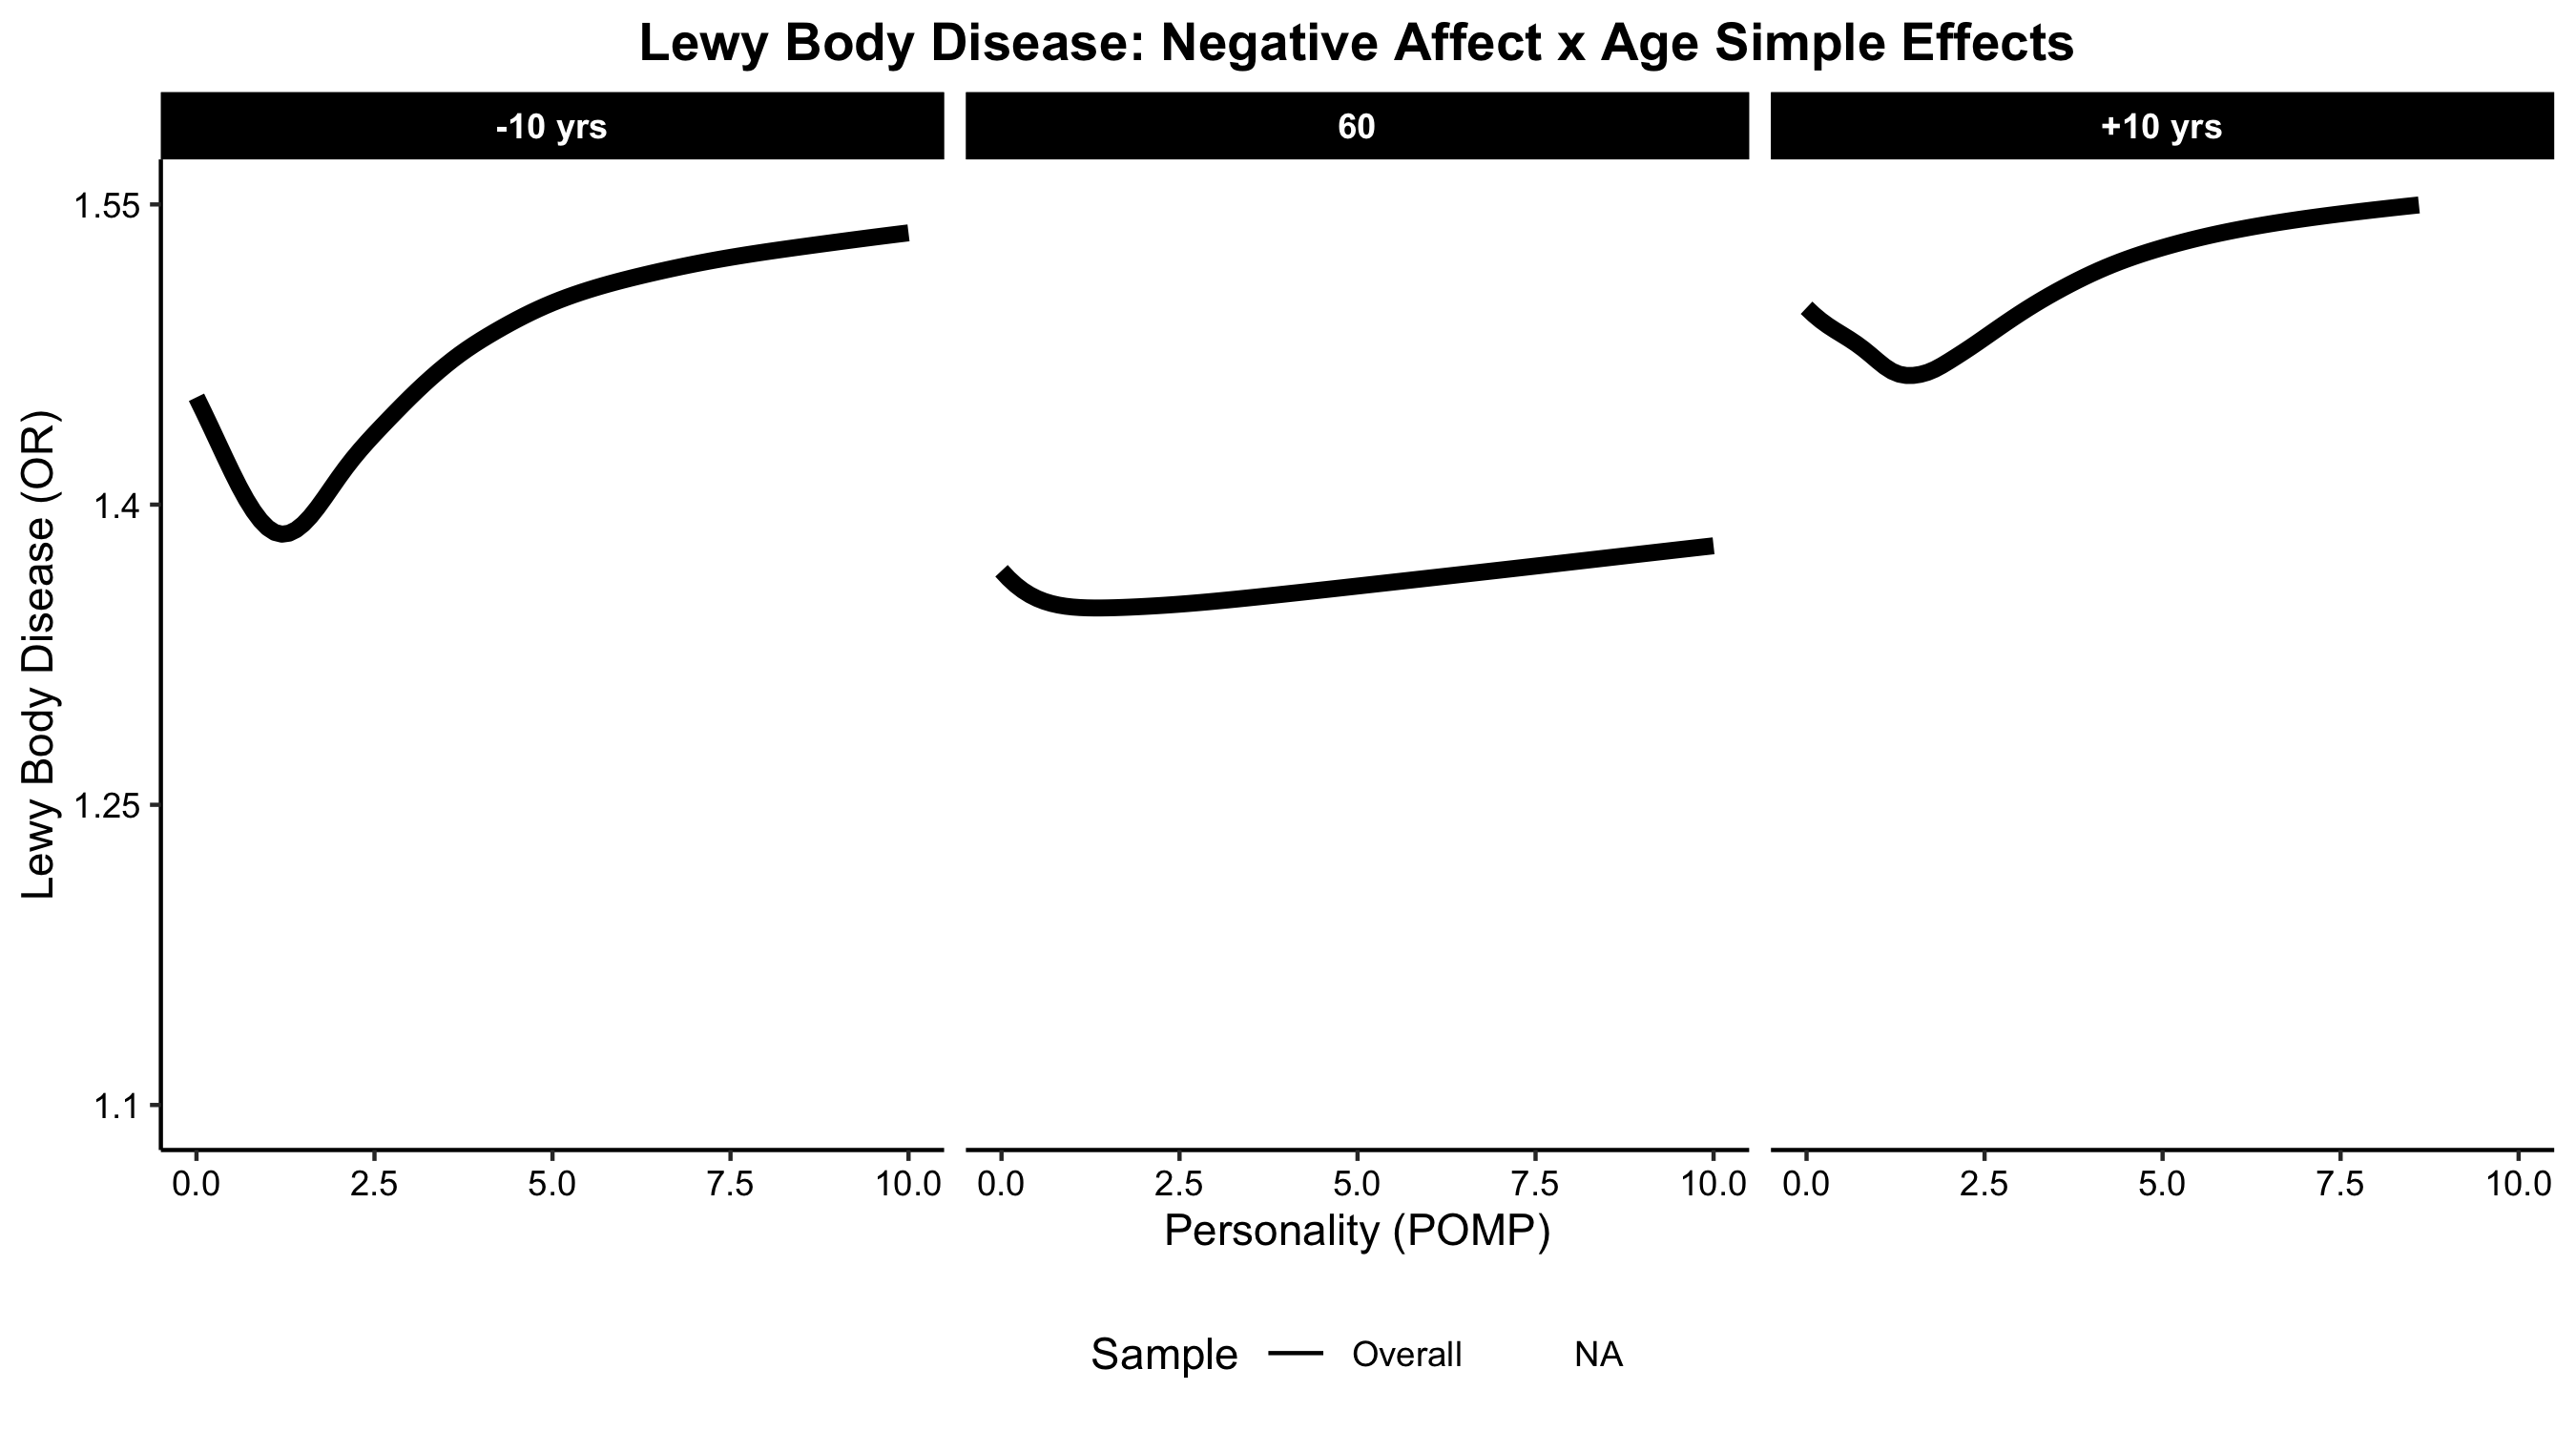 Lewy Body Disease: Negative Affect x Age Simple Effects
-10 yrs
60
+10 yrs
Lewy Body Disease (OR)
1.55
1.4
1.25
1.1
0.0 2.5 5.0 7.5 10.0
0.0 2.5 5.0 7.5 10.0
0.0 2.5 5.0 7.5 10.0
Personality (POMP)
Sample Overall NA